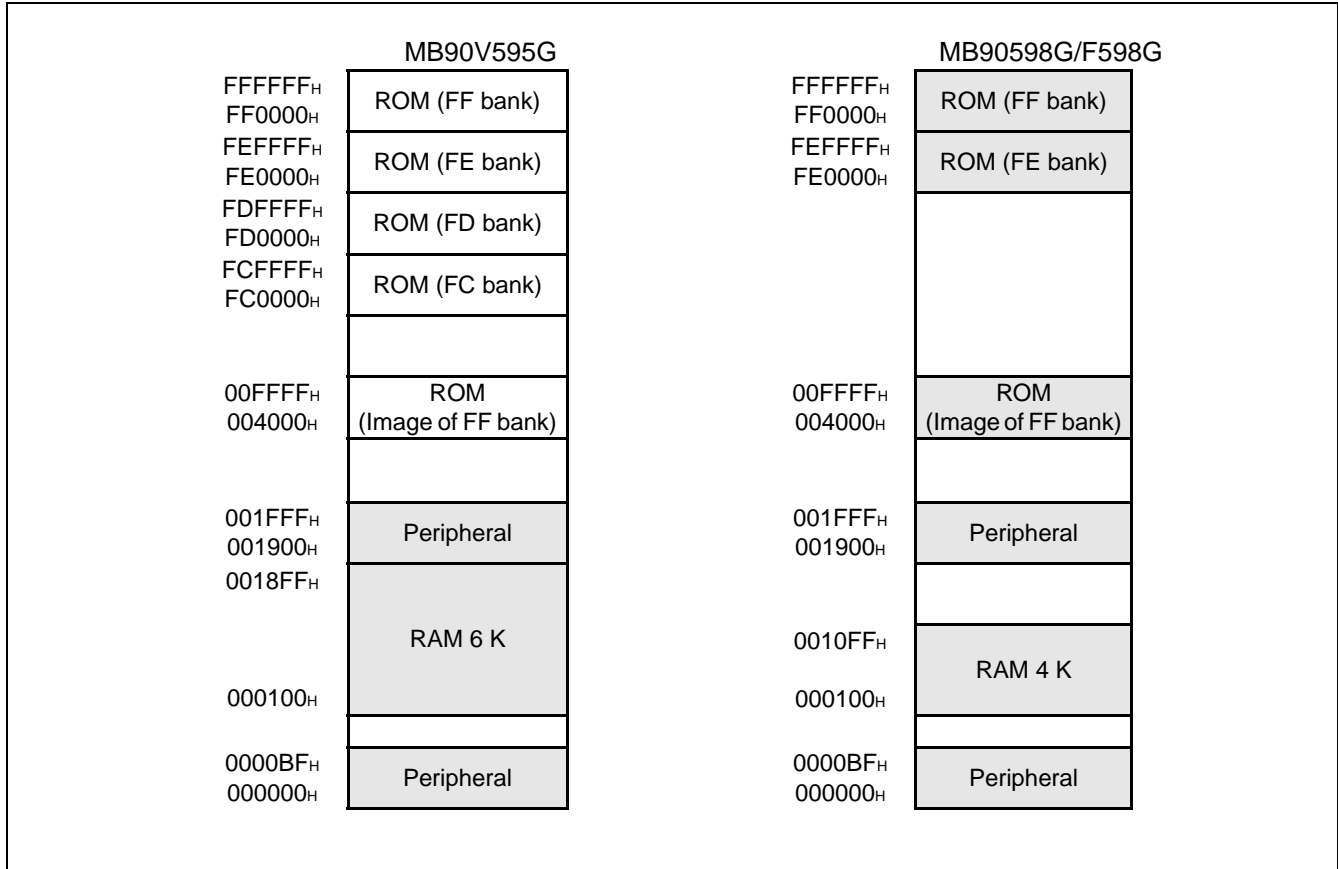 MB90V595G
FFFFFFH
FF0000H
ROM (FF bank)
FEFFFFH
FE0000H
ROM (FE bank)
FDFFFFH
FD0000H
ROM (FD bank)
FCFFFFH
FC0000H
ROM (FC bank)
00FFFFH
004000H
ROM
(Image of FF bank)
001FFFH
001900H
Peripheral
0018FFH
RAM 6 K
000100H
0000BFH
000000H
Peripheral
MB90598G/F598G
FFFFFFH
FF0000H
ROM (FF bank)
FEFFFFH
FE0000H
ROM (FE bank)
00FFFFH
004000H
ROM
(Image of FF bank)
001FFFH
001900H
Peripheral
0010FFH
RAM 4 K
000100H
0000BFH
000000H
Peripheral